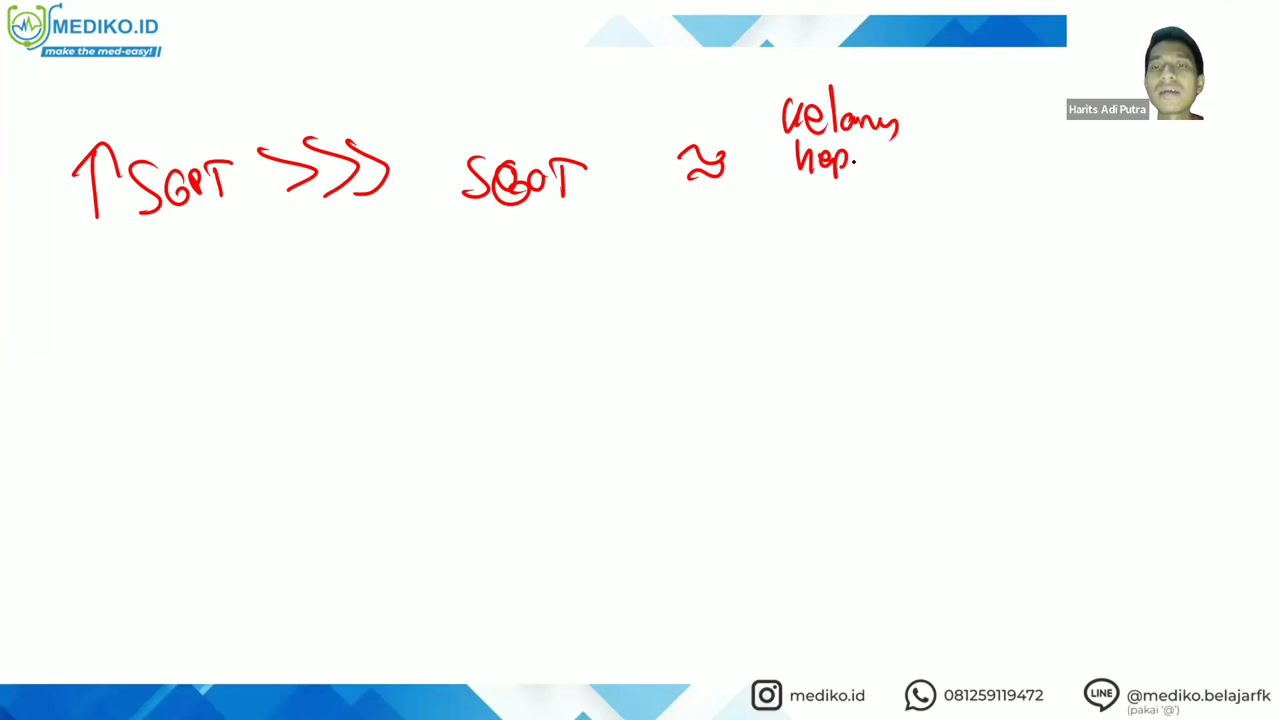 MEDIKO.ID
make the med-easy!
Harits Adi Putra
↑ SGPT >>> SGOT ≈
hep.
mediko.id
081259119472
LINE
@mediko.belajarfk
(pakai '@')